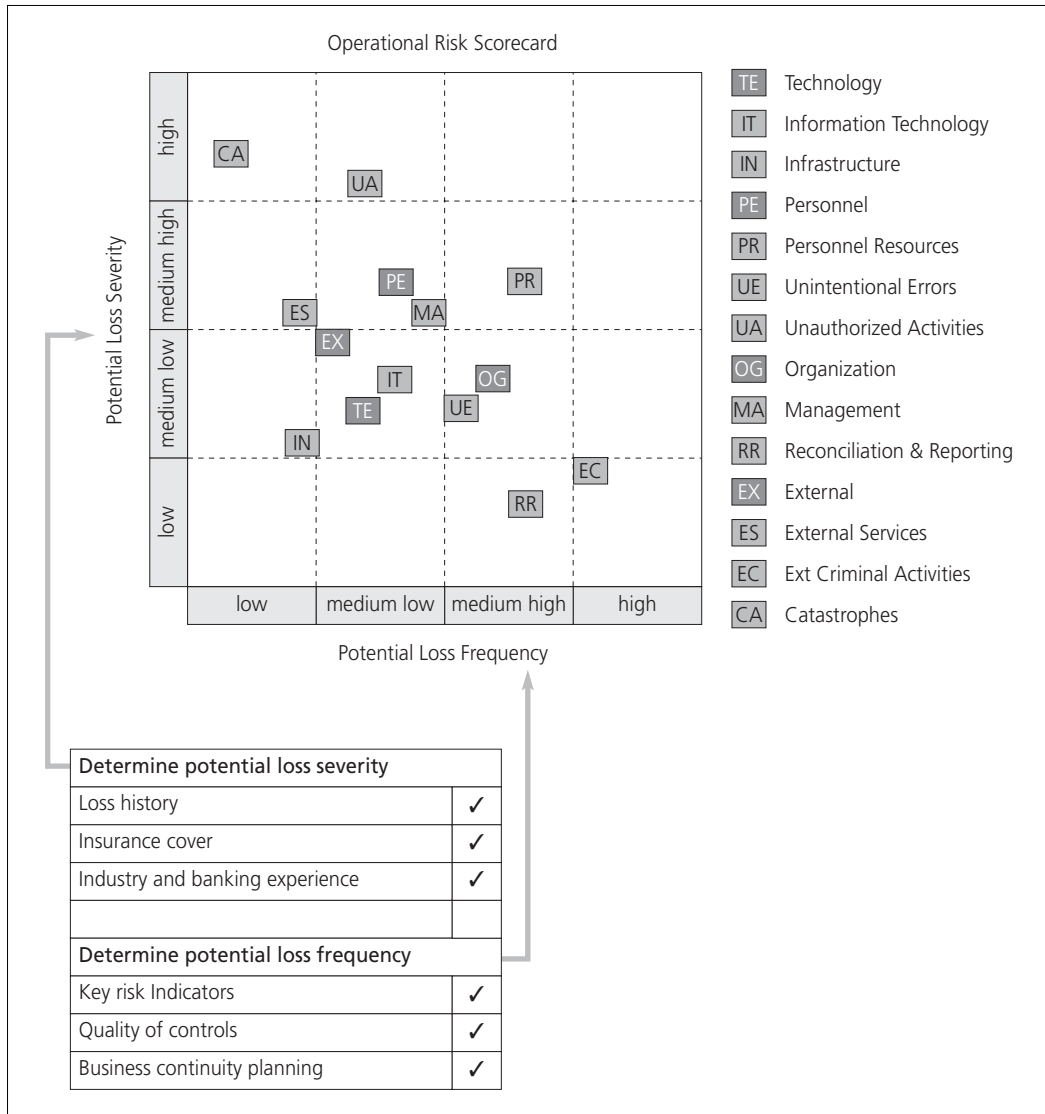 Operational Risk Scorecard
high
medium high
medium low
low
Potential Loss Severity
CA
UA
PE
PR
ES
MA
EX
IT
OG
TE
UE
IN
EC
RR
low
medium low
medium high
high
Potential Loss Frequency
TE Technology
IT Information Technology
IN Infrastructure
PE Personnel
PR Personnel Resources
UE Unintentional Errors
UA Unauthorized Activities
OG Organization
MA Management
RR Reconciliation & Reporting
EX External
ES External Services
EC Ext Criminal Activities
CA Catastrophes
Determine potential loss severity
Loss history ✓
Insurance cover ✓
Industry and banking experience ✓
Determine potential loss frequency
Key risk Indicators ✓
Quality of controls ✓
Business continuity planning ✓